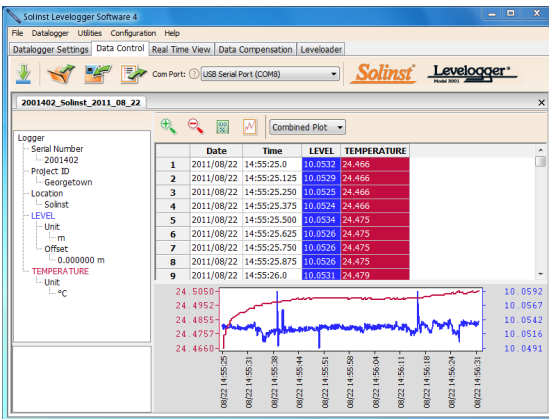 Solinst Levelogger Software 4
File Datalogger Utilities Configuration Help
Datalogger Settings Data Control Real Time View Data Compensation Leveloader
Com Port: ? USB Serial Port (COM8) Solinst Levelogger
Model 3001
2001402_Solinst_2011_08_22
100 %
Combined Plot
Logger
Serial Number
2001402
Project ID
Georgetown
Location
Solinst
LEVEL
Unit
m
Offset
0.000000 m
TEMPERATURE
Unit
°C
Date Time LEVEL TEMPERATURE
1 2011/08/22 14:55:25.0 10.0532 24.466
2 2011/08/22 14:55:25.125 10.0529 24.466
3 2011/08/22 14:55:25.250 10.0525 24.466
4 2011/08/22 14:55:25.375 10.0524 24.466
5 2011/08/22 14:55:25.500 10.0534 24.475
6 2011/08/22 14:55:25.625 10.0526 24.475
7 2011/08/22 14:55:25.750 10.0526 24.475
8 2011/08/22 14:55:25.875 10.0526 24.475
9 2011/08/22 14:55:26.0 10.0531 24.479
24.5050 10.0592
24.4952 10.0567
24.4855 10.0542
24.4757 10.0516
24.4660 10.0491
08/22 14:55:25
08/22 14:55:31
08/22 14:55:38
08/22 14:55:44
08/22 14:55:51
08/22 14:55:58
08/22 14:56:04
08/22 14:56:11
08/22 14:56:18
08/22 14:56:24
08/22 14:56:31